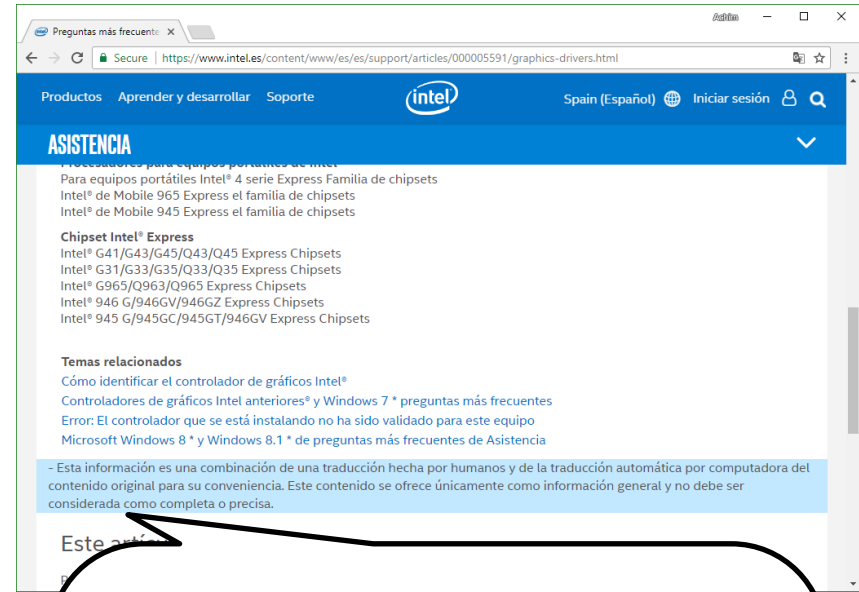 Preguntas más frecuente
Achim
Secure | https://www.intel.es/content/www/es/es/support/articles/000005591/graphics-drivers.html
Productos Aprender y desarrollar Soporte intel Spain (Español) Iniciar sesión
ASISTENCIA
Procesadores para equipos portátiles de Intel
Para equipos portátiles Intel® 4 serie Express Familia de chipsets
Intel® de Mobile 965 Express el familia de chipsets
Intel® de Mobile 945 Express el familia de chipsets
Chipset Intel® Express
Intel® G41/G43/G45/Q43/Q45 Express Chipsets
Intel® G31/G33/G35/Q33/Q35 Express Chipsets
Intel® G965/Q963/Q965 Express Chipsets
Intel® 946 G/946GV/946GZ Express Chipsets
Intel® 945 G/945GC/945GT/946GV Express Chipsets
Temas relacionados
Cómo identificar el controlador de gráficos Intel®
Controladores de gráficos Intel anteriores® y Windows 7 * preguntas más frecuentes
Error: El controlador que se está instalando no ha sido validado para este equipo
Microsoft Windows 8 * y Windows 8.1 * de preguntas más frecuentes de Asistencia
- Esta información es una combinación de una traducción hecha por humanos y de la traducción automática por computadora del
contenido original para su conveniencia. Este contenido se ofrece únicamente como información general y no debe ser
considerada como completa o precisa.
Este